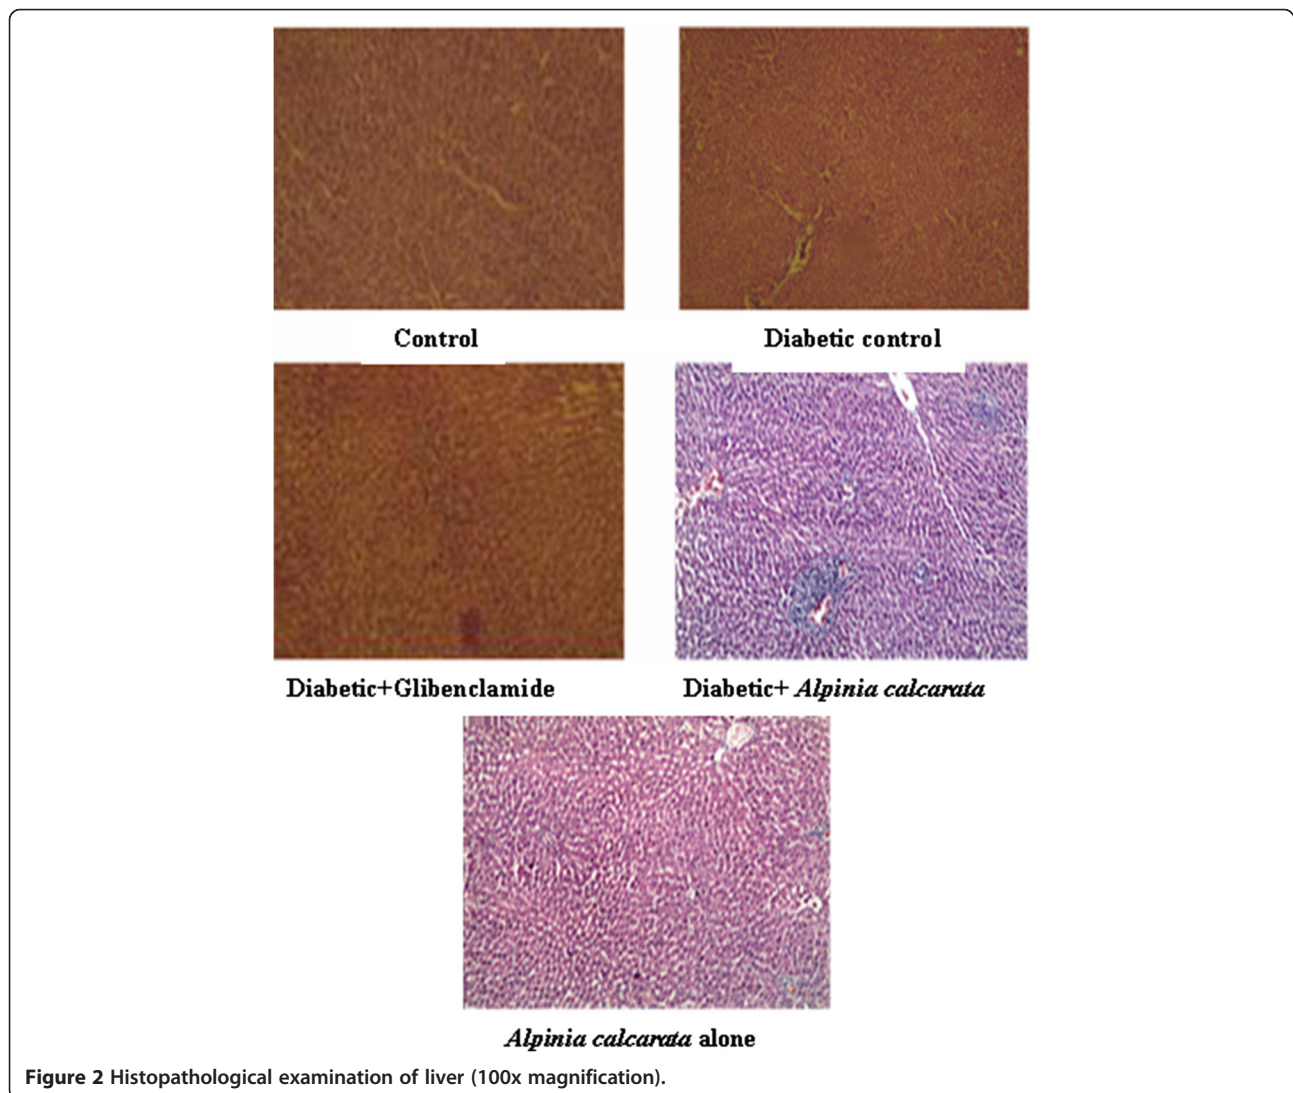 Control
Diabetic control
Diabetic+Glibenclamide
Diabetic+ Alpinia calcarata
Alpinia calcarata alone
Figure 2 Histopathological examination of liver (100x magnification).